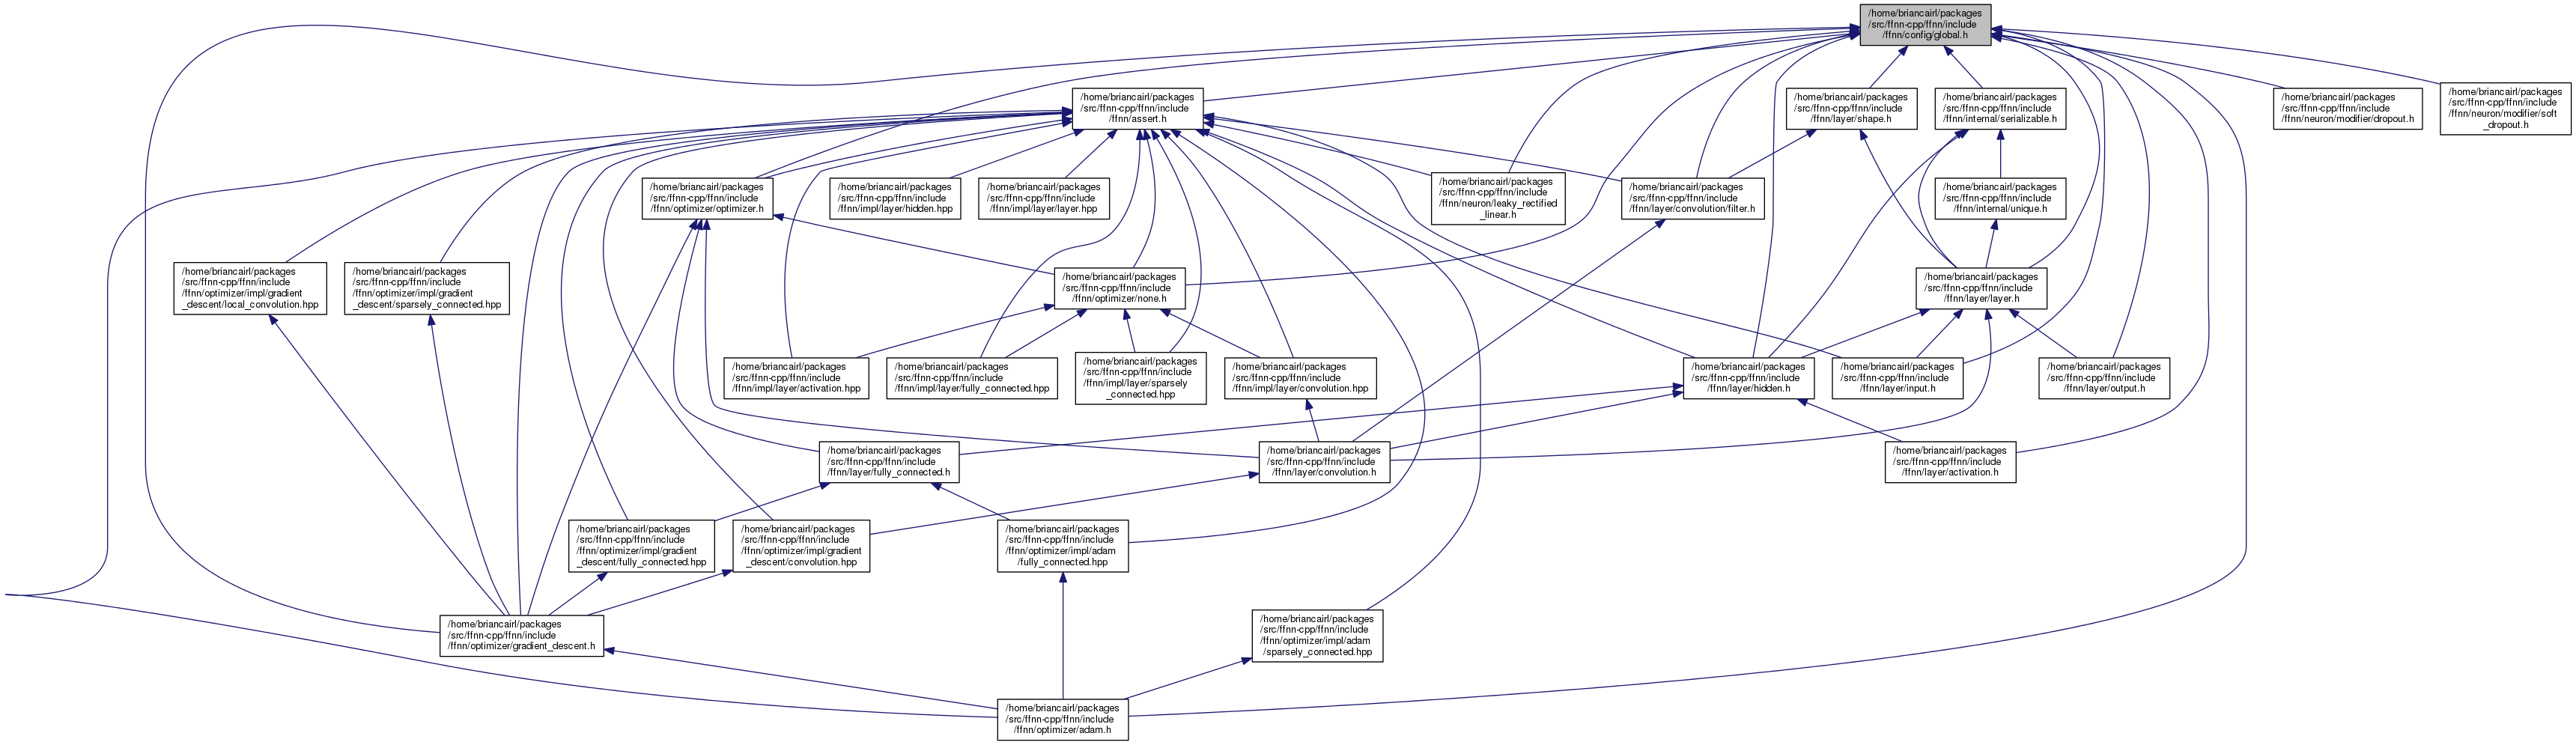 /home/briancairl/packages
/src/ffnn-cpp/ffnn/include
/ffnn/config/global.h
/home/briancairl/packages
/src/ffnn-cpp/ffnn/include
/ffnn/assert.h
/home/briancairl/packages
/src/ffnn-cpp/ffnn/include
/ffnn/layer/shape.h
/home/briancairl/packages
/src/ffnn-cpp/ffnn/include
/ffnn/internal/serializable.h
/home/briancairl/packages
/src/ffnn-cpp/ffnn/include
/ffnn/neuron/modifier/dropout.h
/home/briancairl/packages
/src/ffnn-cpp/ffnn/include
/ffnn/neuron/modifier/soft
_dropout.h
/home/briancairl/packages
/src/ffnn-cpp/ffnn/include
/ffnn/optimizer/optimizer.h
/home/briancairl/packages
/src/ffnn-cpp/ffnn/include
/ffnn/impl/layer/hidden.hpp
/home/briancairl/packages
/src/ffnn-cpp/ffnn/include
/ffnn/impl/layer/layer.hpp
/home/briancairl/packages
/src/ffnn-cpp/ffnn/include
/ffnn/neuron/leaky_rectified
_linear.h
/home/briancairl/packages
/src/ffnn-cpp/ffnn/include
/ffnn/layer/convolution/filter.h
/home/briancairl/packages
/src/ffnn-cpp/ffnn/include
/ffnn/internal/unique.h
/home/briancairl/packages
/src/ffnn-cpp/ffnn/include
/ffnn/optimizer/impl/gradient
_descent/local_convolution.hpp
/home/briancairl/packages
/src/ffnn-cpp/ffnn/include
/ffnn/optimizer/impl/gradient
_descent/sparsely_connected.hpp
/home/briancairl/packages
/src/ffnn-cpp/ffnn/include
/ffnn/optimizer/none.h
/home/briancairl/packages
/src/ffnn-cpp/ffnn/include
/ffnn/layer/layer.h
/home/briancairl/packages
/src/ffnn-cpp/ffnn/include
/ffnn/impl/layer/activation.hpp
/home/briancairl/packages
/src/ffnn-cpp/ffnn/include
/ffnn/impl/layer/fully_connected.hpp
/home/briancairl/packages
/src/ffnn-cpp/ffnn/include
/ffnn/impl/layer/sparsely
_connected.hpp
/home/briancairl/packages
/src/ffnn-cpp/ffnn/include
/ffnn/impl/layer/convolution.hpp
/home/briancairl/packages
/src/ffnn-cpp/ffnn/include
/ffnn/layer/hidden.h
/home/briancairl/packages
/src/ffnn-cpp/ffnn/include
/ffnn/layer/input.h
/home/briancairl/packages
/src/ffnn-cpp/ffnn/include
/ffnn/layer/output.h
/home/briancairl/packages
/src/ffnn-cpp/ffnn/include
/ffnn/layer/fully_connected.h
/home/briancairl/packages
/src/ffnn-cpp/ffnn/include
/ffnn/layer/convolution.h
/home/briancairl/packages
/src/ffnn-cpp/ffnn/include
/ffnn/layer/activation.h
/home/briancairl/packages
/src/ffnn-cpp/ffnn/include
/ffnn/optimizer/impl/gradient
_descent/fully_connected.hpp
/home/briancairl/packages
/src/ffnn-cpp/ffnn/include
/ffnn/optimizer/impl/gradient
_descent/convolution.hpp
/home/briancairl/packages
/src/ffnn-cpp/ffnn/include
/ffnn/optimizer/impl/adam
/fully_connected.hpp
/home/briancairl/packages
/src/ffnn-cpp/ffnn/include
/ffnn/optimizer/gradient_descent.h
/home/briancairl/packages
/src/ffnn-cpp/ffnn/include
/ffnn/optimizer/impl/adam
/sparsely_connected.hpp
/home/briancairl/packages
/src/ffnn-cpp/ffnn/include
/ffnn/optimizer/adam.h